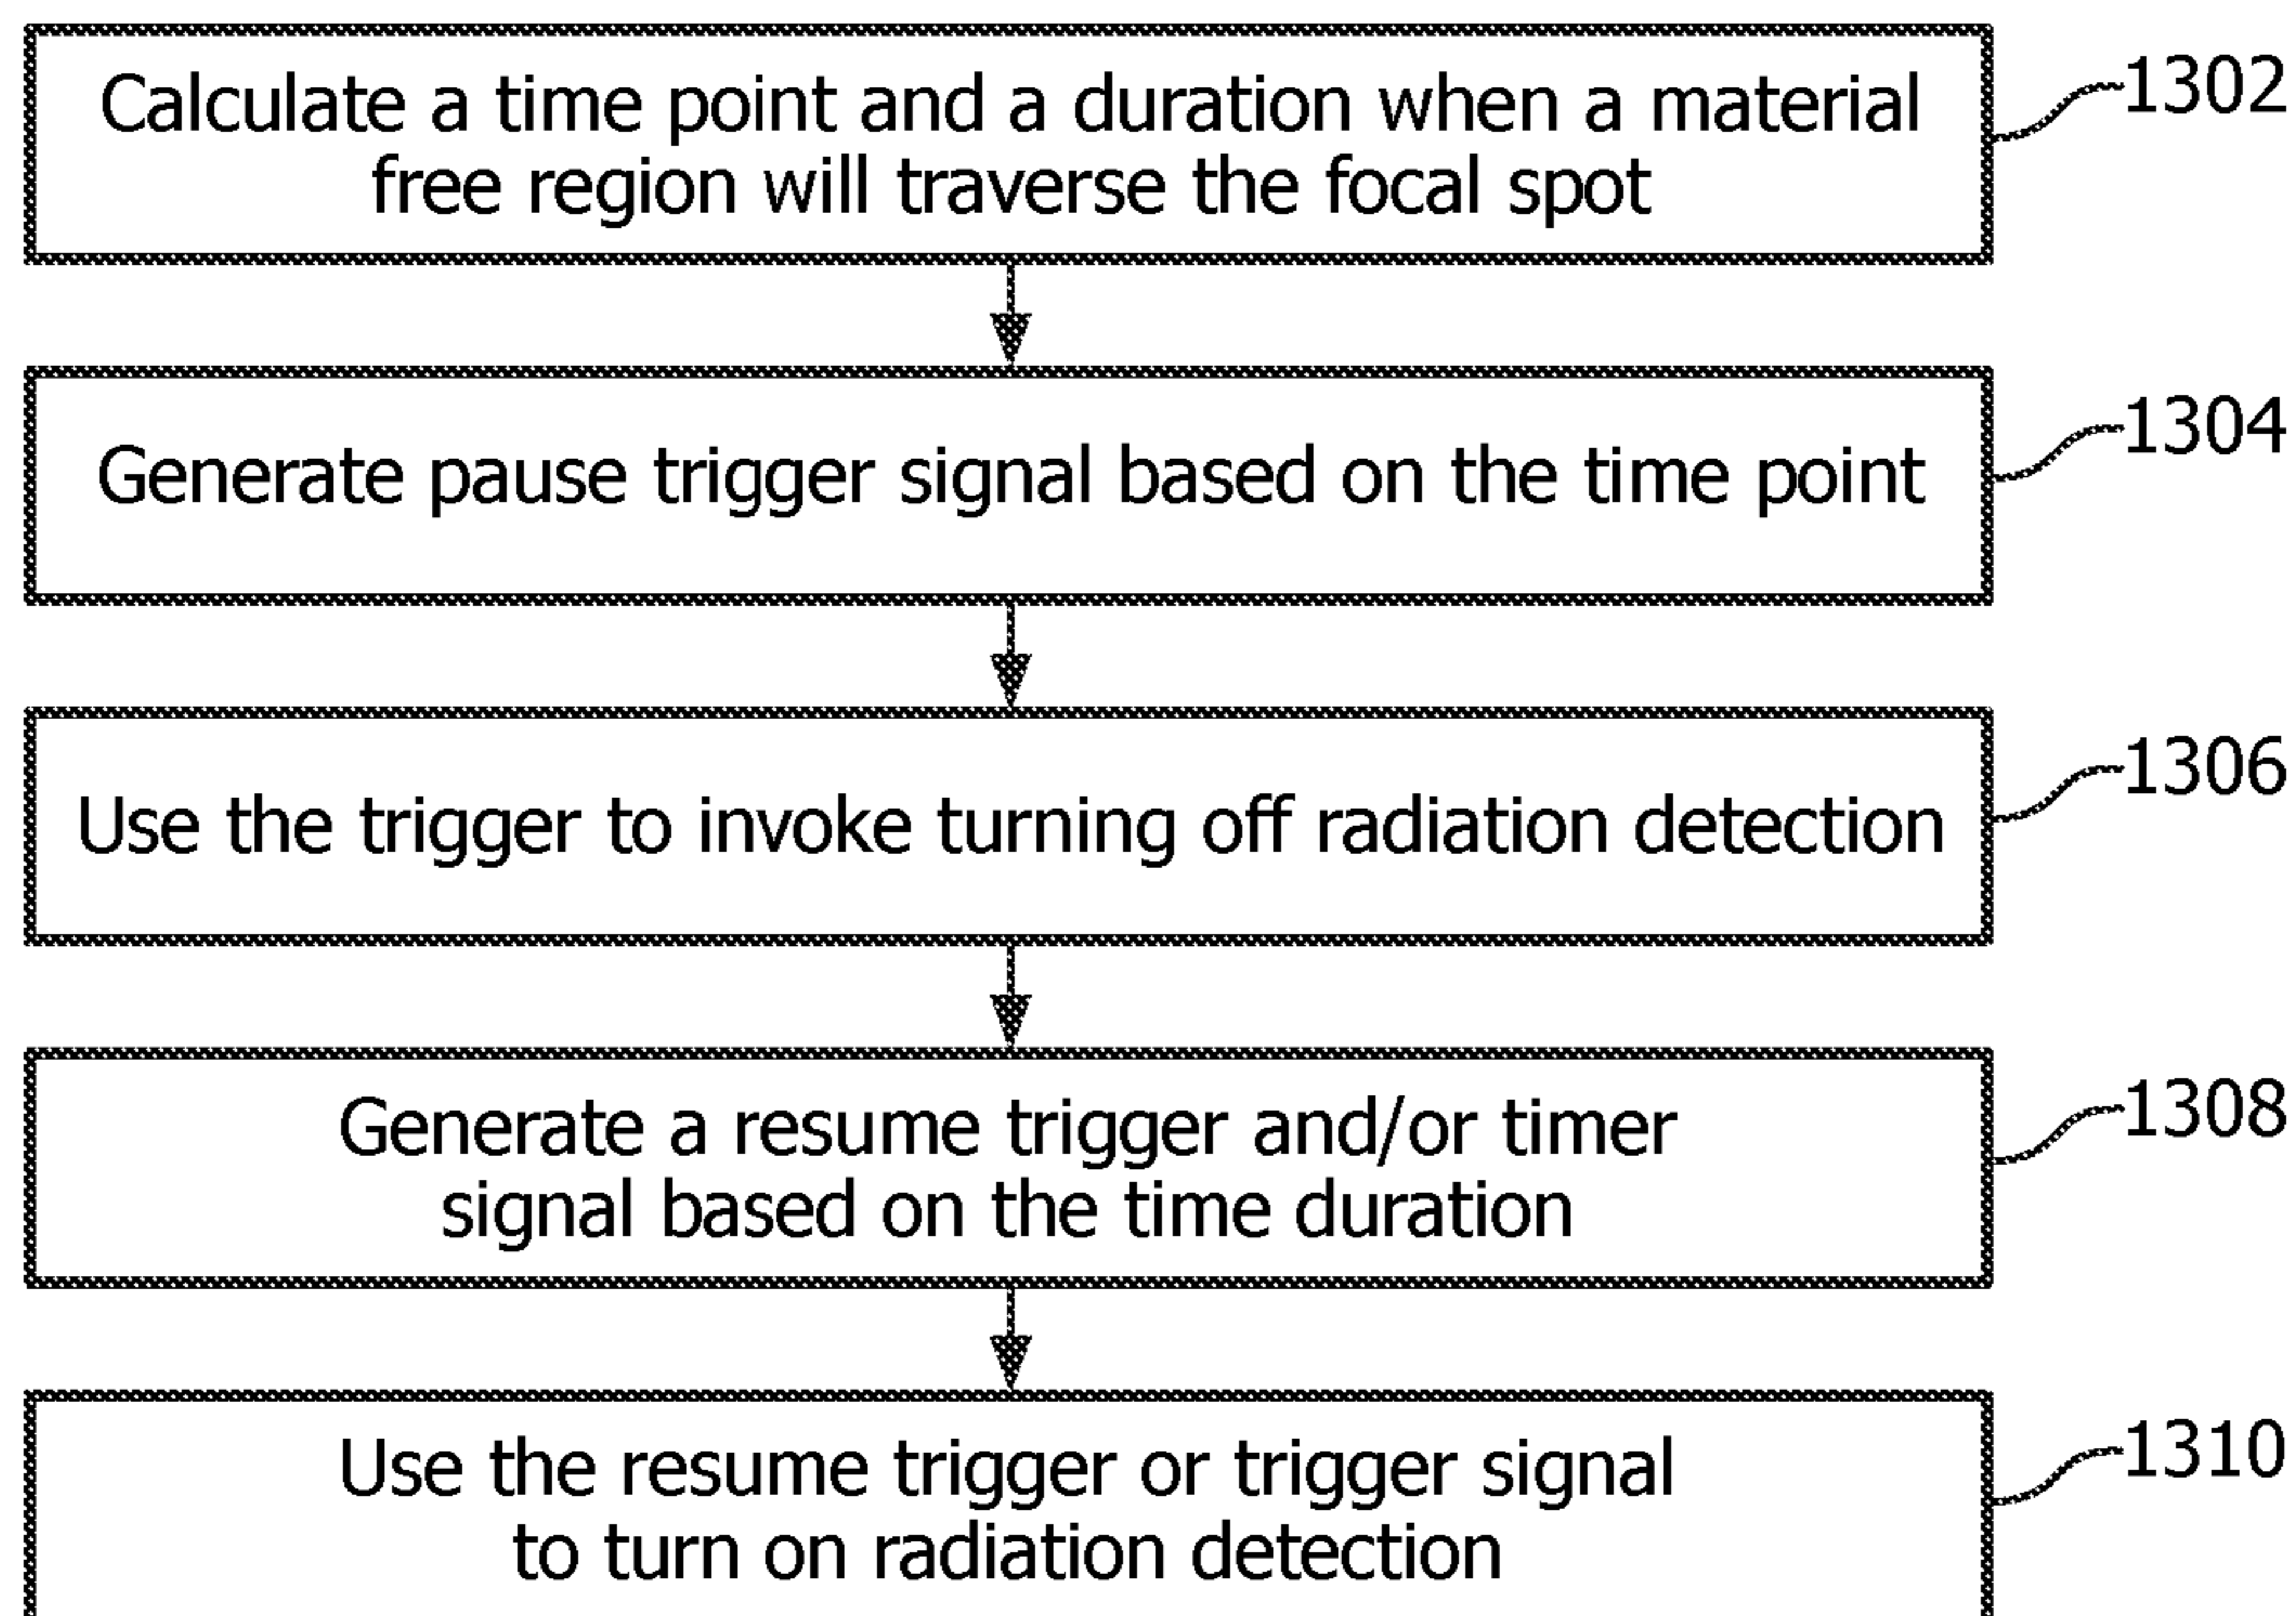 Calculate a time point and a duration when a material
free region will traverse the focal spot
1302
Generate pause trigger signal based on the time point
1304
Use the trigger to invoke turning off radiation detection
1306
Generate a resume trigger and/or timer
signal based on the time duration
1308
Use the resume trigger or trigger signal
to turn on radiation detection
1310